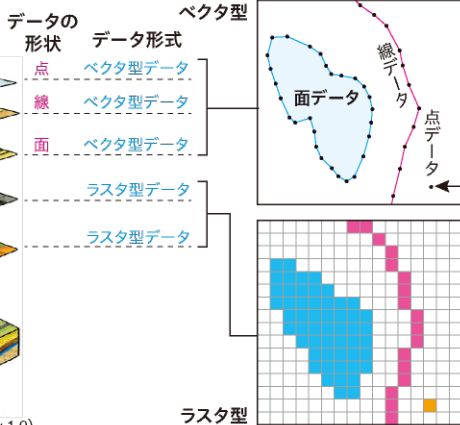 データの
形状
データ形式
点
ベクタ型データ
線
ベクタ型データ
面
ベクタ型データ
ラスタ型データ
ラスタ型データ
ベクタ型
面データ
線データ
点データ
ラスタ型